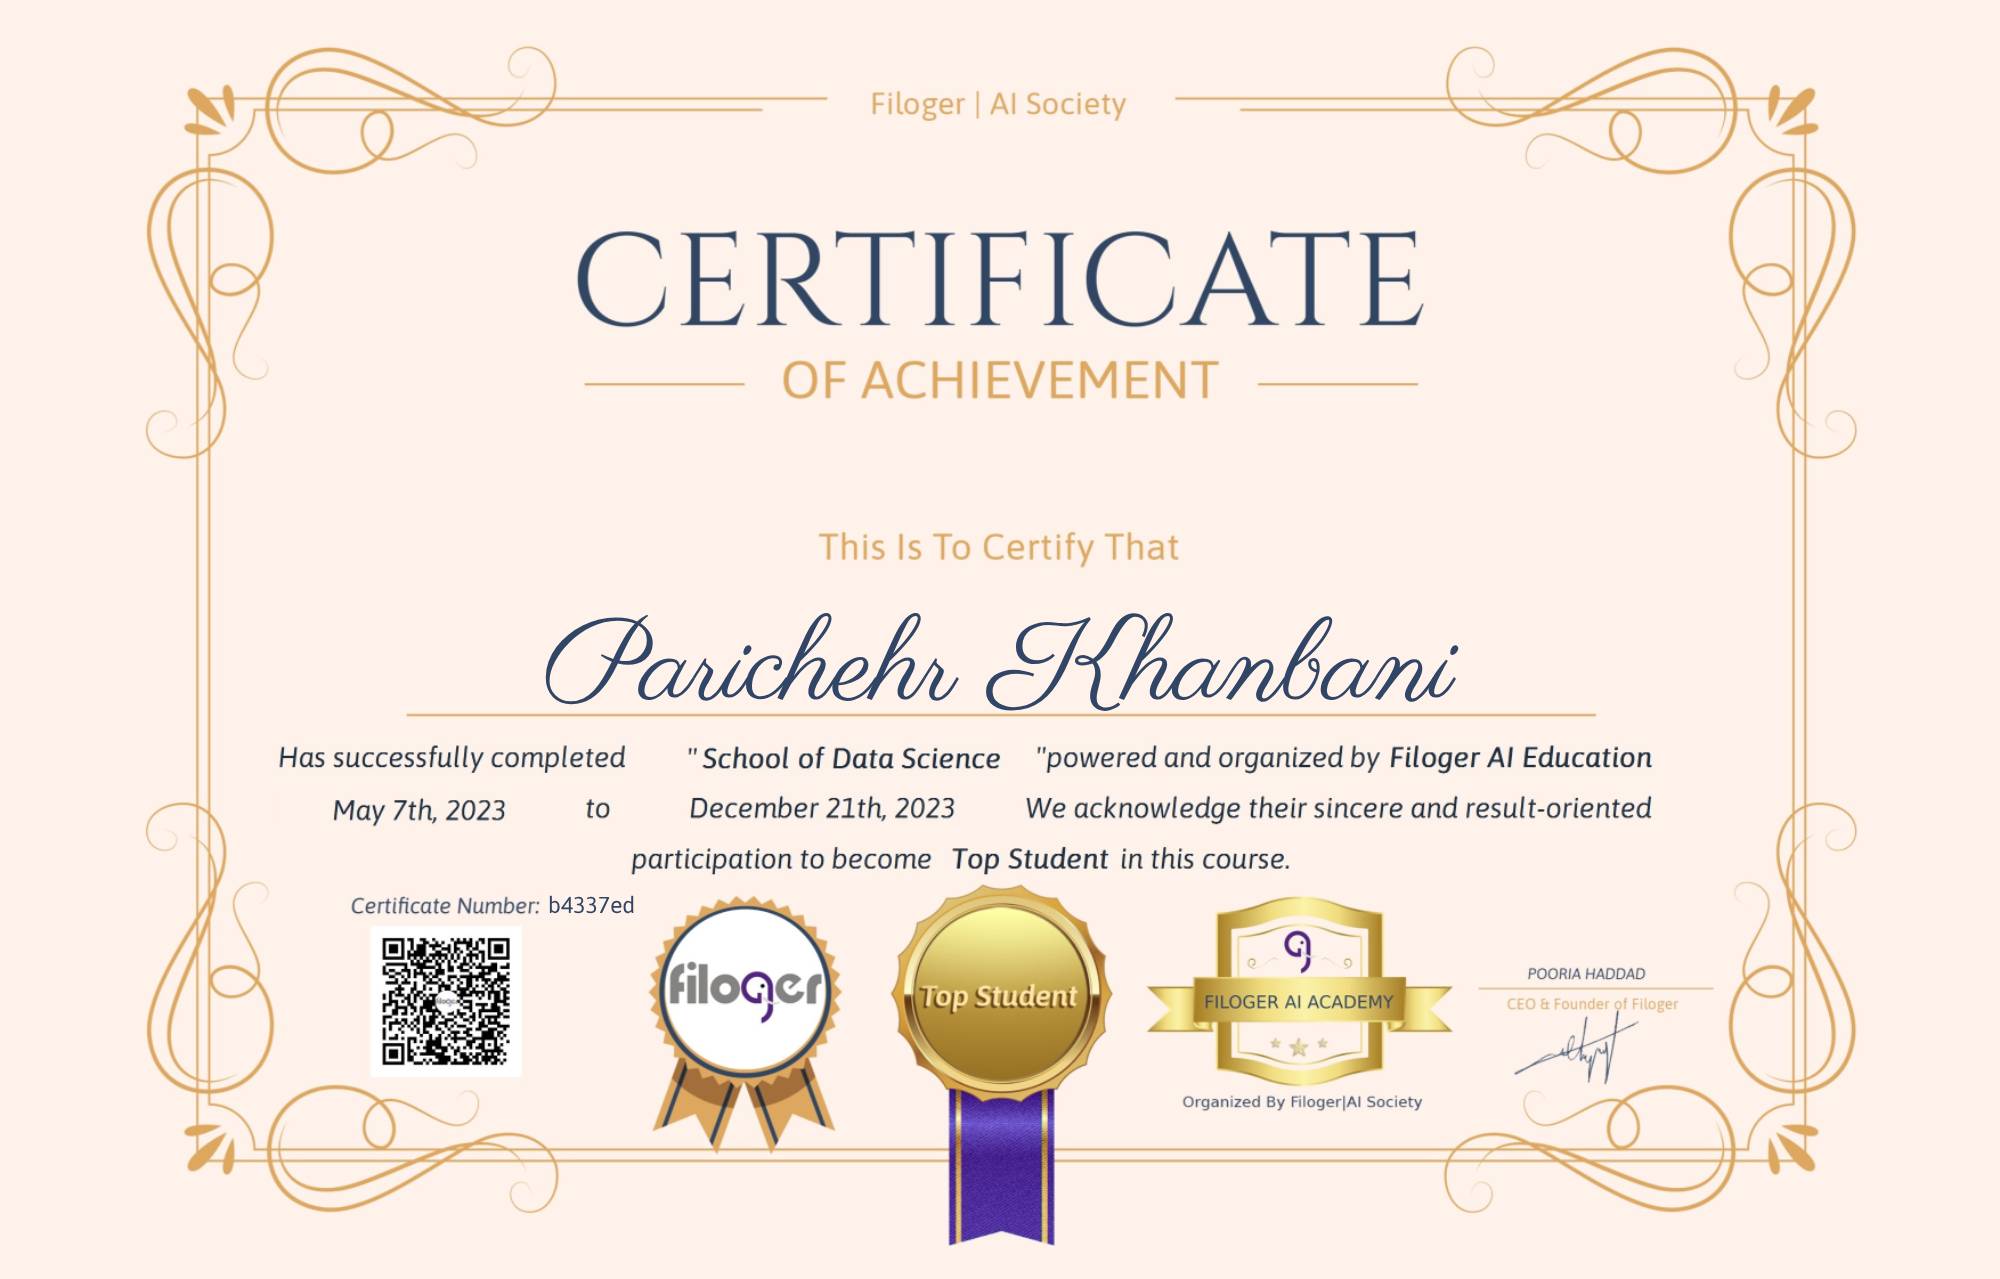 Filoger | AI Society
CERTIFICATE
OF ACHIEVEMENT
This Is To Certify That
Parichehr Khanbani
Has successfully completed " School of Data Science "powered and organized by Filoger AI Education
May 7th, 2023 to December 21th, 2023 We acknowledge their sincere and result-oriented
participation to become Top Student in this course.
Certificate Number: b4337ed
filoger
Top Student
FILOGER AI ACADEMY
Organized By Filoger|AI Society
POORIA HADDAD
CEO & Founder of Filoger